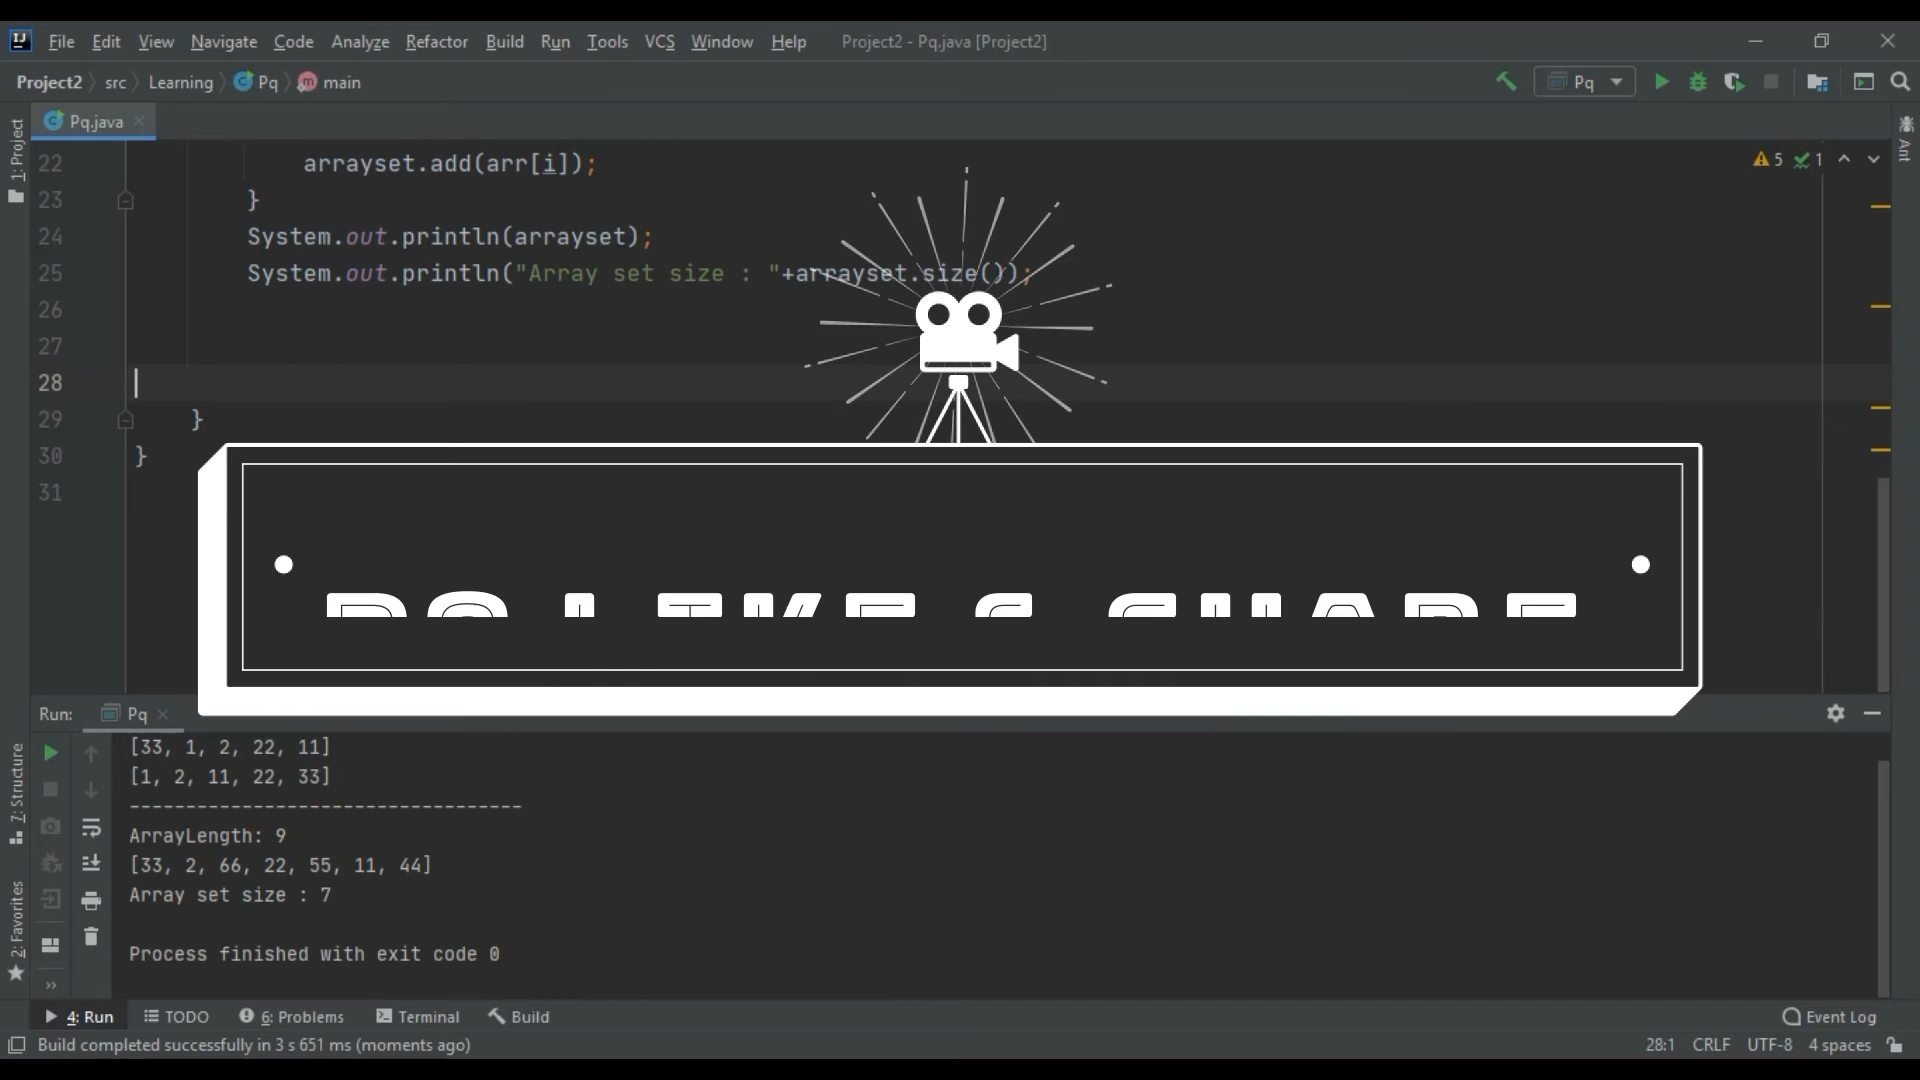 File Edit View Navigate Code Analyze Refactor Build Run Tools VCS Window Help Project2 - Pq.java [Project2]
Project2 src Learning Pq main
Pq
Pq.java
5 1
1: Project
Ant
22 arrayset.add(arr[i]);
23 }
24 System.out.println(arrayset);
25 System.out.println("Array set size : "+arrayset.size());
26
27
28
29 }
30 }
31
Run: Pq
7: Structure
2: Favorites
[33, 1, 2, 22, 11]
[1, 2, 11, 22, 33]
-----------------------------------
ArrayLength: 9
[33, 2, 66, 22, 55, 11, 44]
Array set size : 7
Process finished with exit code 0
4: Run TODO 6: Problems Terminal Build Event Log
Build completed successfully in 3 s 651 ms (moments ago) 28:1 CRLF UTF-8 4 spaces